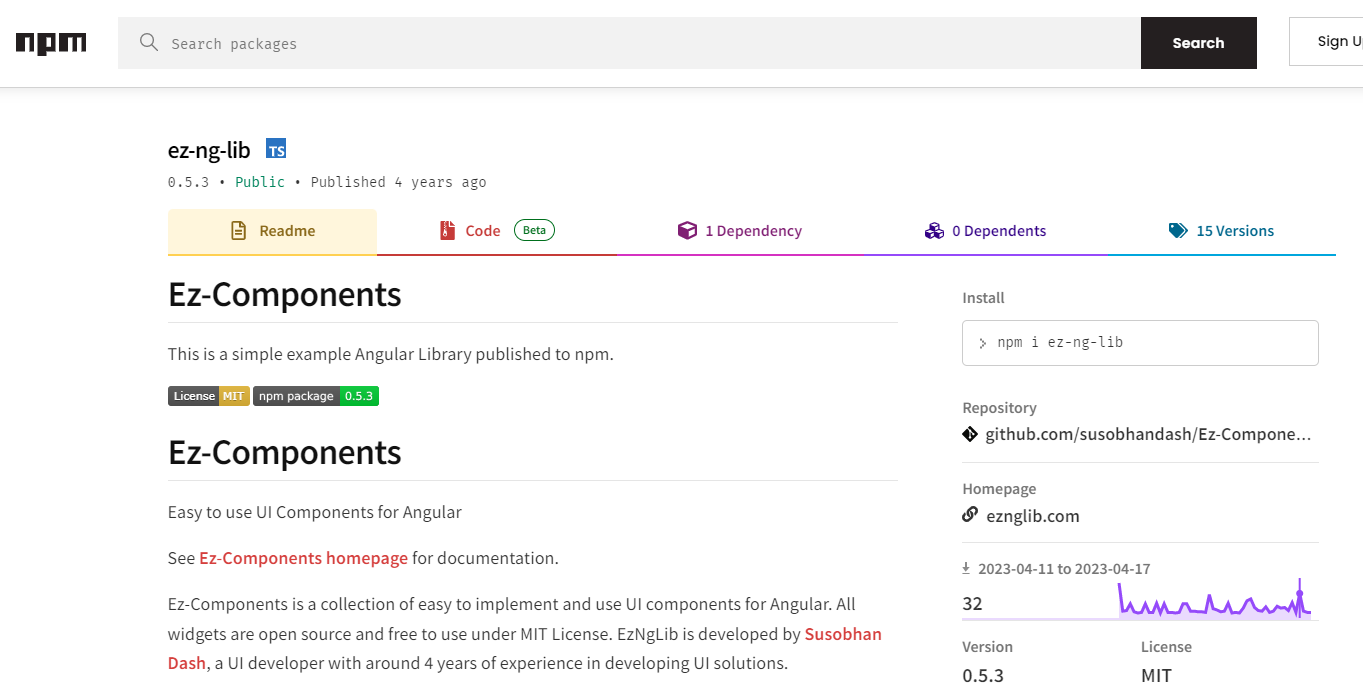 npm
Search packages
Search
Sign U
ez-ng-lib TS
0.5.3 • Public • Published 4 years ago
Readme
Code Beta
1 Dependency
0 Dependents
15 Versions
Ez-Components
This is a simple example Angular Library published to npm.
License MIT npm package 0.5.3
Ez-Components
Easy to use UI Components for Angular
See Ez-Components homepage for documentation.
Ez-Components is a collection of easy to implement and use UI components for Angular. All
widgets are open source and free to use under MIT License. EzNgLib is developed by Susobhan
Dash, a UI developer with around 4 years of experience in developing UI solutions.
Install
> npm i ez-ng-lib
Repository
github.com/susobhandash/Ez-Compone...
Homepage
eznglib.com
2023-04-11 to 2023-04-17
32
Version
0.5.3
License
MIT